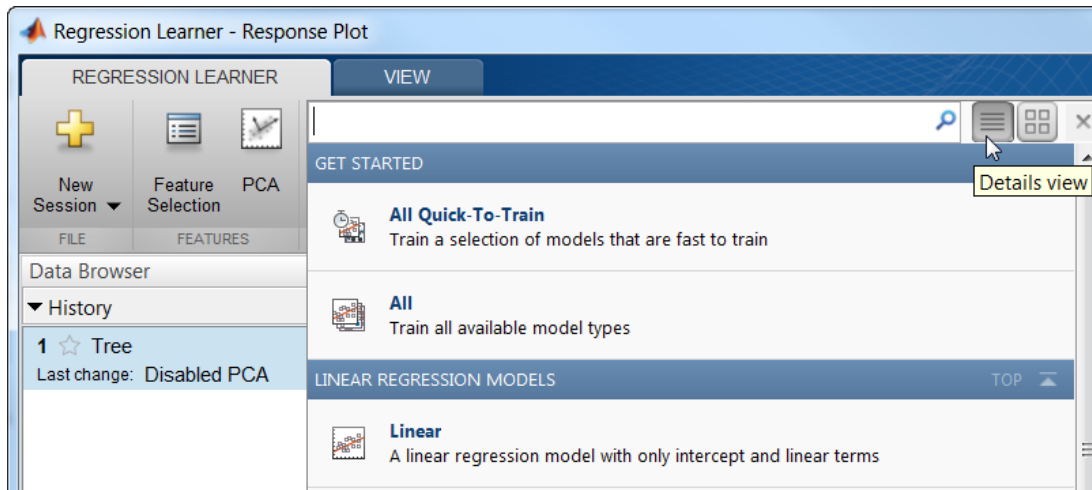 Regression Learner - Response Plot
REGRESSION LEARNER
VIEW
New Session
Feature Selection
PCA
FILE
FEATURES
GET STARTED
Details view
All Quick-To-Train
Train a selection of models that are fast to train
All
Train all available model types
LINEAR REGRESSION MODELS
TOP
Linear
A linear regression model with only intercept and linear terms
Data Browser
History
1 Tree
Last change: Disabled PCA